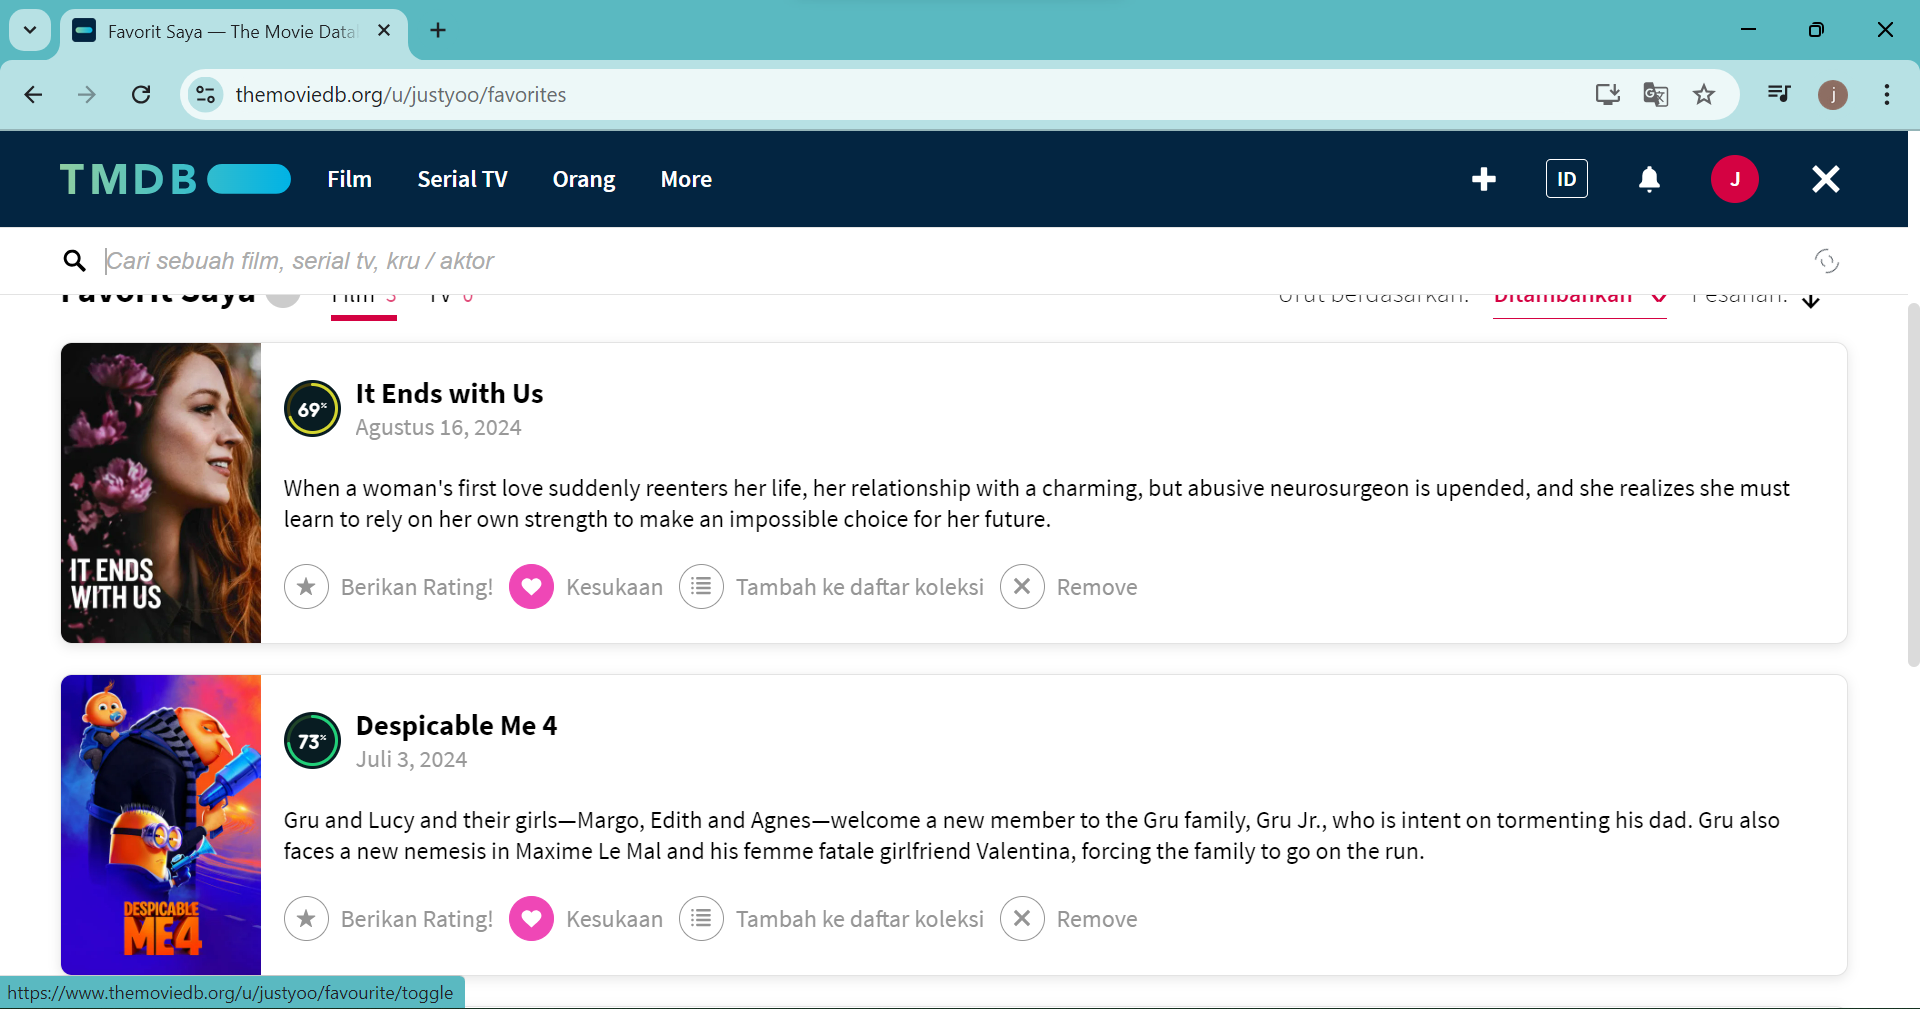 Favorit Saya — The Movie Data
themoviedb.org/u/justyoo/favorites
j
TMDB
Film
Serial TV
Orang
More
ID
J
Cari sebuah film, serial tv, kru / aktor
Favorit Saya Film 3 TV 0
Urut berdasarkan: Ditambahkan Pesanan:
IT ENDS
WITH US
69%
It Ends with Us
Agustus 16, 2024
When a woman's first love suddenly reenters her life, her relationship with a charming, but abusive neurosurgeon is upended, and she realizes she must
learn to rely on her own strength to make an impossible choice for her future.
Berikan Rating! Kesukaan Tambah ke daftar koleksi Remove
DESPICABLE
ME4
73%
Despicable Me 4
Juli 3, 2024
Gru and Lucy and their girls—Margo, Edith and Agnes—welcome a new member to the Gru family, Gru Jr., who is intent on tormenting his dad. Gru also
faces a new nemesis in Maxime Le Mal and his femme fatale girlfriend Valentina, forcing the family to go on the run.
Berikan Rating! Kesukaan Tambah ke daftar koleksi Remove
https://www.themoviedb.org/u/justyoo/favourite/toggle